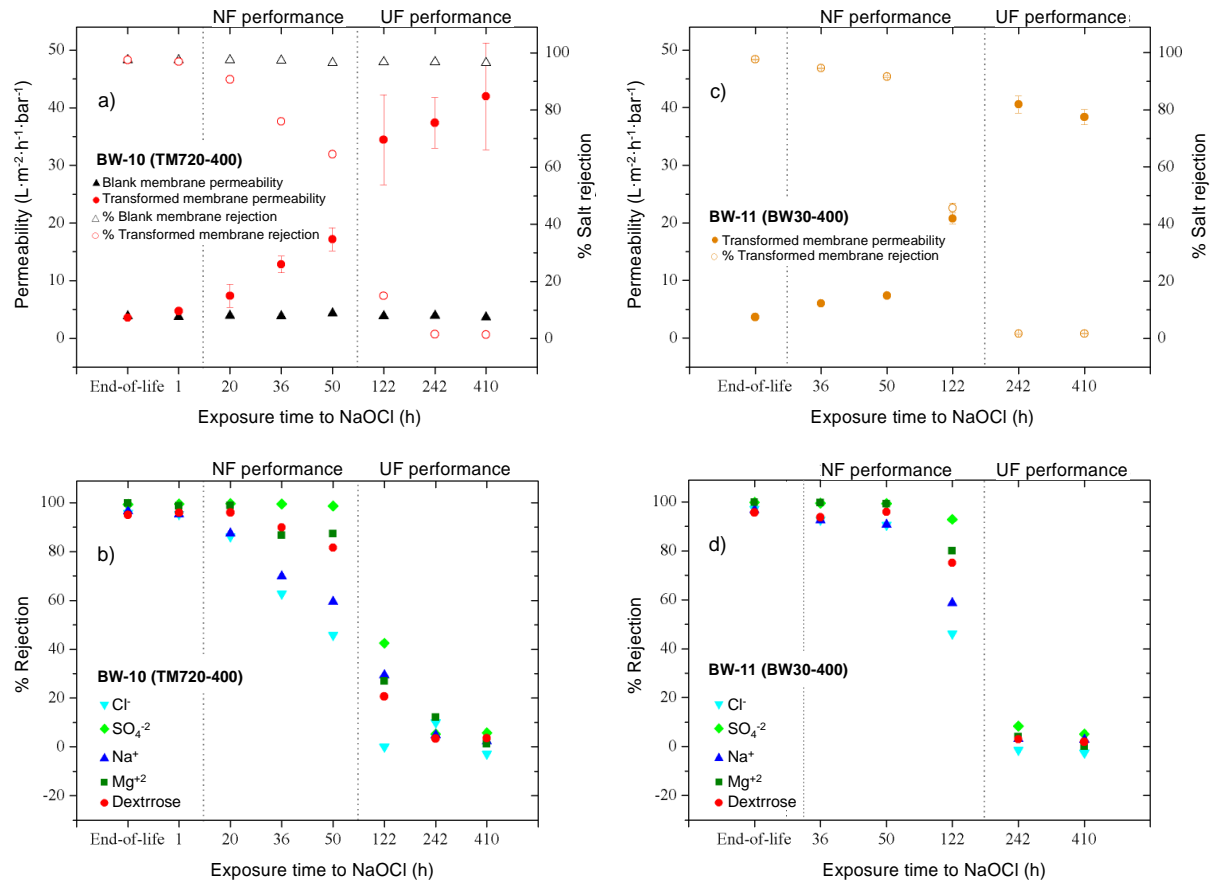 NF performance UF performance
a)
50
40
30
20
10
0
100
80
60
40
20
0
Permeability (L·m⁻²·h⁻¹·bar⁻¹)
% Salt rejection
BW-10 (TM720-400)
Blank membrane permeability
Transformed membrane permeability
% Blank membrane rejection
% Transformed membrane rejection
End-of-life 1 20 36 50 122 242 410
Exposure time to NaOCl (h)
NF performance UF performance
c)
50
40
30
20
10
0
100
80
60
40
20
0
Permeability (L·m⁻²·h⁻¹·bar⁻¹)
% Salt rejection
BW-11 (BW30-400)
Transformed membrane permeability
% Transformed membrane rejection
End-of-life 36 50 122 242 410
Exposure time to NaOCl (h)
NF performance UF performance
b)
100
80
60
40
20
0
-20
% Rejection
BW-10 (TM720-400)
Cl⁻
SO₄⁻²
Na⁺
Mg⁺²
Dextrrose
End-of-life 1 20 36 50 122 242 410
Exposure time to NaOCl (h)
NF performance UF performance
d)
100
80
60
40
20
0
-20
% Rejection
BW-11 (BW30-400)
Cl⁻
SO₄⁻²
Na⁺
Mg⁺²
Dextrrose
End-of-life 36 50 122 242 410
Exposure time to NaOCl (h)